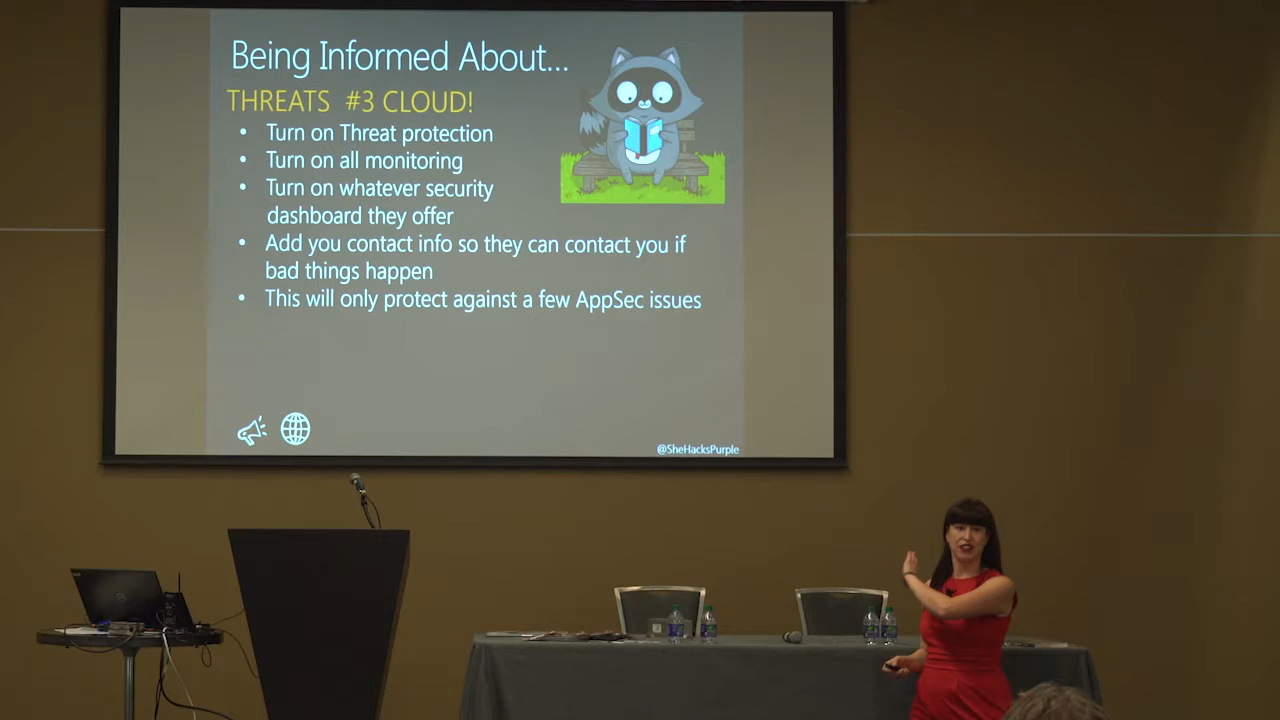 Being Informed About...
THREATS #3 CLOUD!
• Turn on Threat protection
• Turn on all monitoring
• Turn on whatever security
dashboard they offer
• Add you contact info so they can contact you if
bad things happen
• This will only protect against a few AppSec issues
@SheHacksPurple